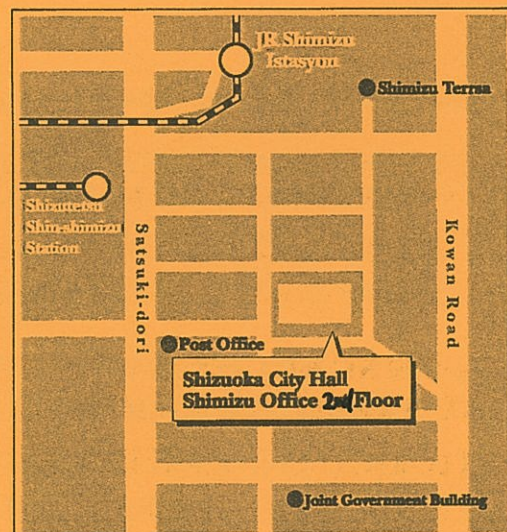 JR Shimizu
Istasyon
Shimizu Terrsa
Shizutetsu
Shin-shimizu
Station
Satsuki-dori
Kowan Road
Post Office
Shizuoka City Hall
Shimizu Office 2nd Floor
Joint Government Building